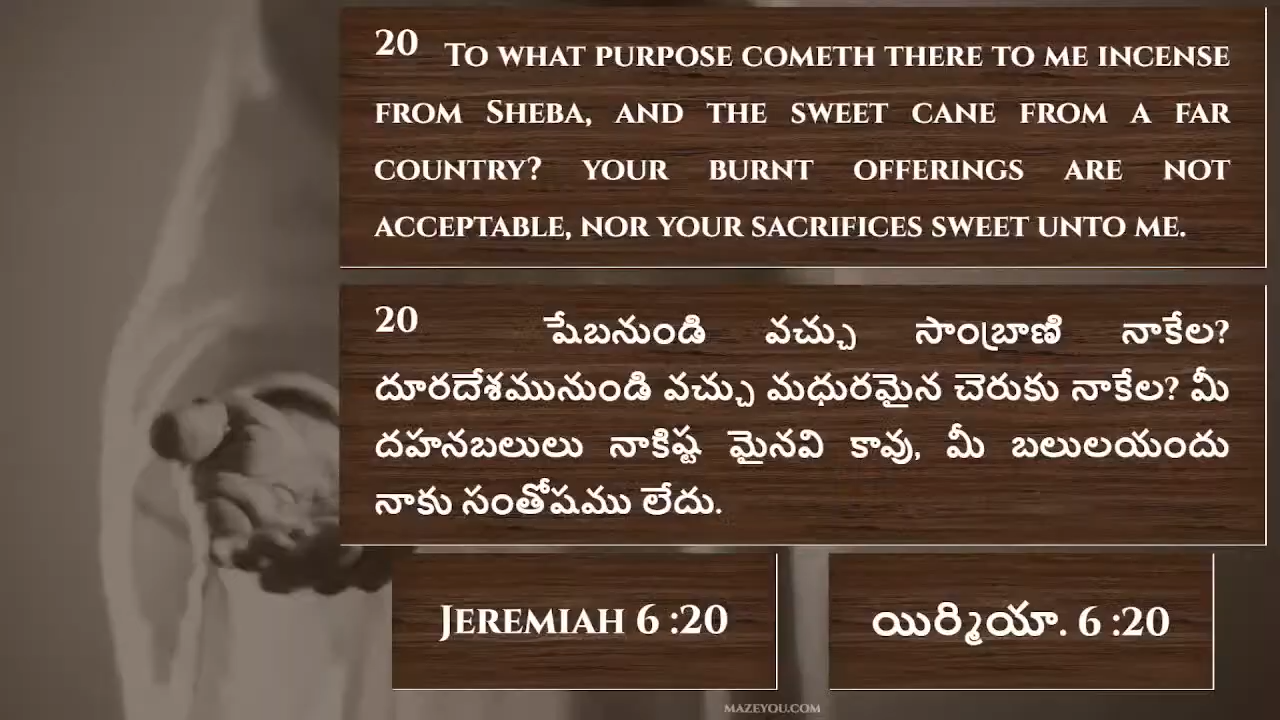 20 To what purpose cometh there to me incense
from Sheba, and the sweet cane from a far
country? your burnt offerings are not
acceptable, nor your sacrifices sweet unto me.
20 షేబనుండి వచ్చు సాంబ్రాణి నాకేల?
దూరదేశమునుండి వచ్చు మధురమైన చెరుకు నాకేల? మీ
దహనబలులు నాకిష్ట మైనవి కావు, మీ బలులయందు
నాకు సంతోషము లేదు.
Jeremiah 6 :20
యిర్మియా. 6 :20
mazeyou.com